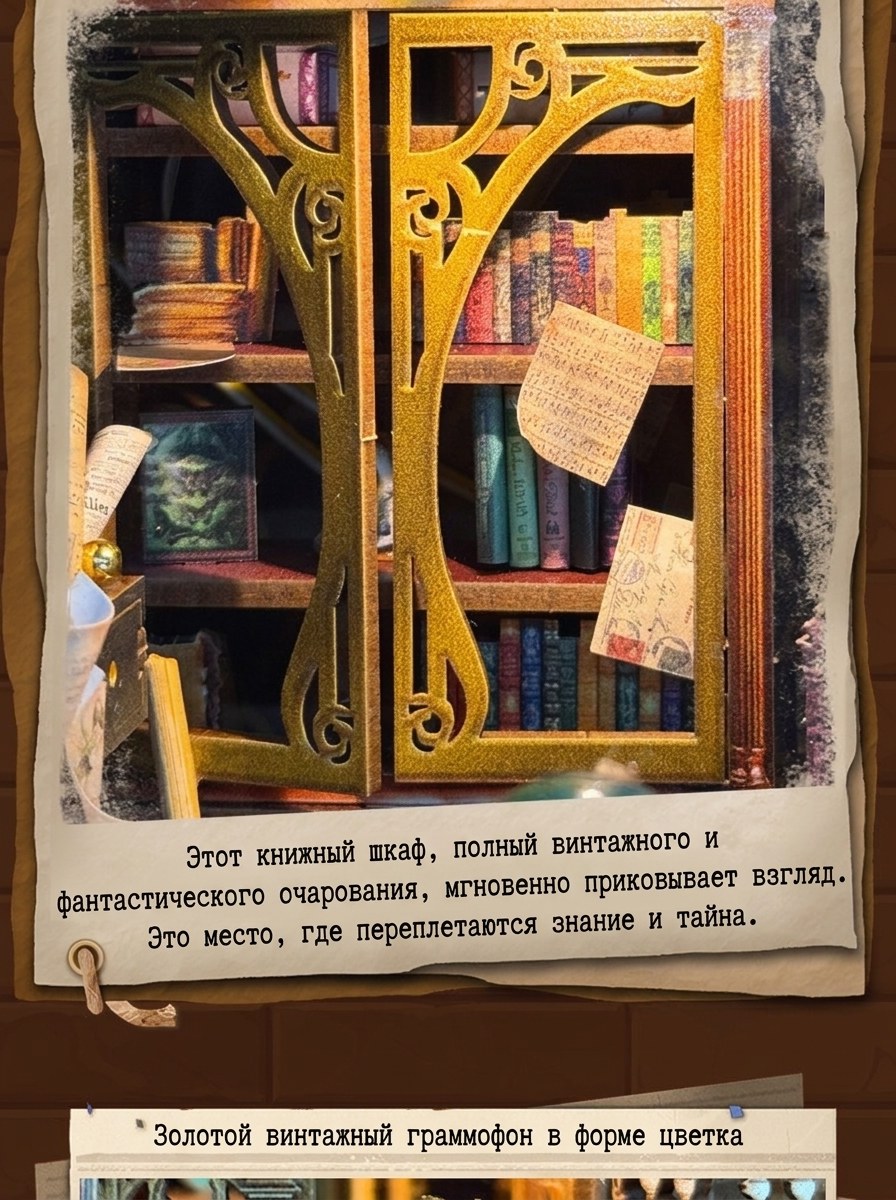 Этот книжный шкаф, полный винтажного и
фантастического очарования, мгновенно приковывает взгляд.
Это место, где переплетаются знание и тайна.
Золотой винтажный граммофон в форме цветка